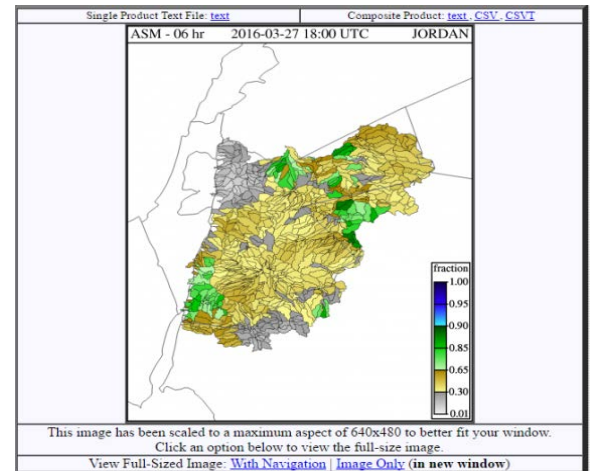 Single Product Text File: text
Composite Product: text , CSV , CSVT
ASM - 06 hr 2016-03-27 18:00 UTC JORDAN
fraction
1.00
0.95
0.90
0.85
0.65
0.30
0.01
This image has been scaled to a maximum aspect of 640x480 to better fit your window.
Click an option below to view the full-size image.
View Full-Sized Image: With Navigation | Image Only (in new window)